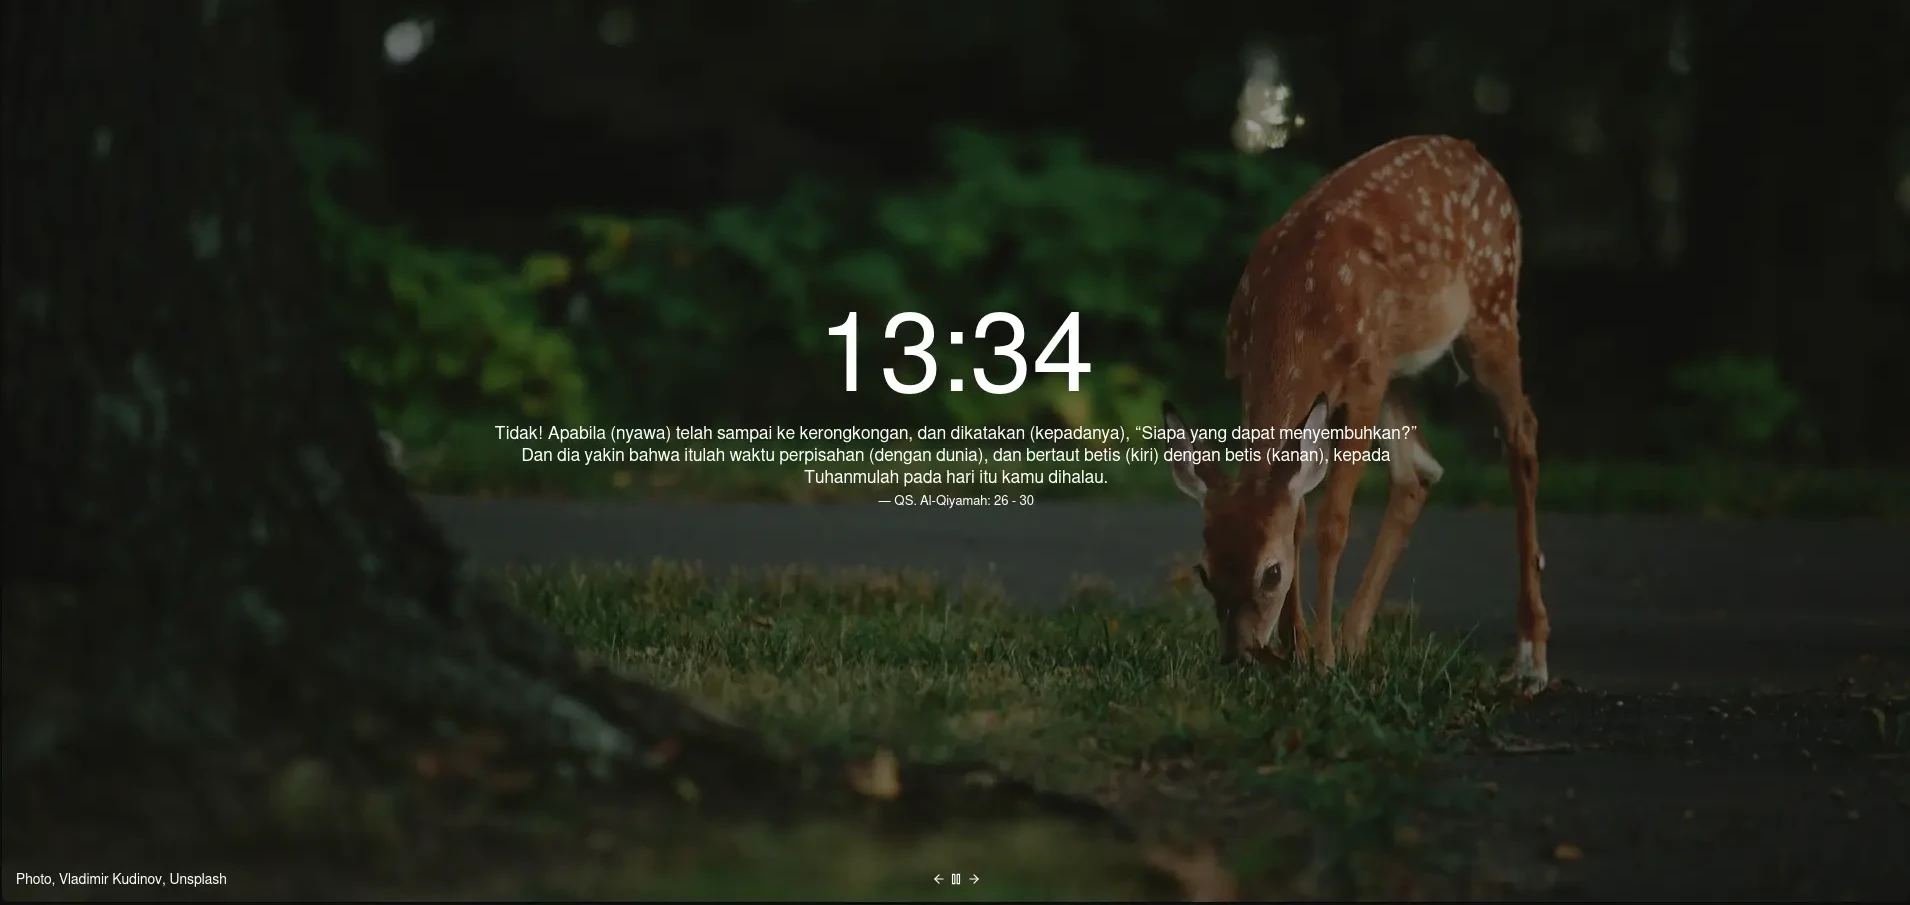 13:34
Tidak! Apabila (nyawa) telah sampai ke kerongkongan, dan dikatakan (kepadanya), “Siapa yang dapat menyembuhkan?”
Dan dia yakin bahwa itulah waktu perpisahan (dengan dunia), dan bertaut betis (kiri) dengan betis (kanan), kepada
Tuhanmulah pada hari itu kamu dihalau.
— QS. Al-Qiyamah: 26 - 30
Photo, Vladimir Kudinov, Unsplash